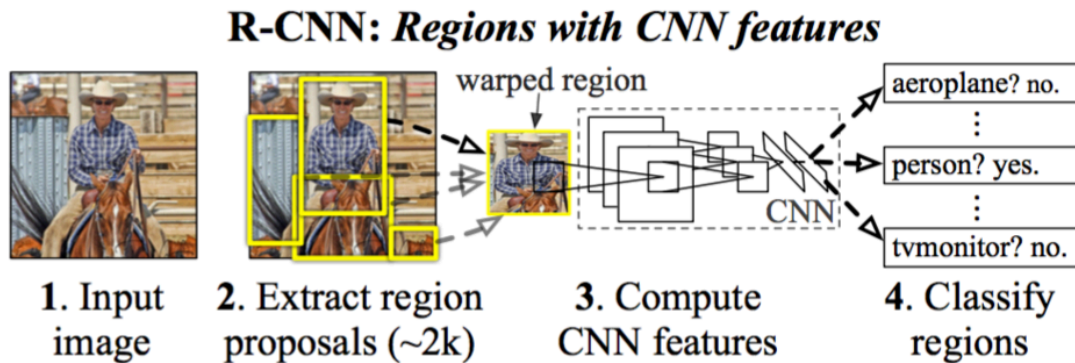 R-CNN: Regions with CNN features
warped region
aeroplane? no.
⋮
person? yes.
⋮
tvmonitor? no.
CNN
1. Input image
2. Extract region proposals (~2k)
3. Compute CNN features
4. Classify regions